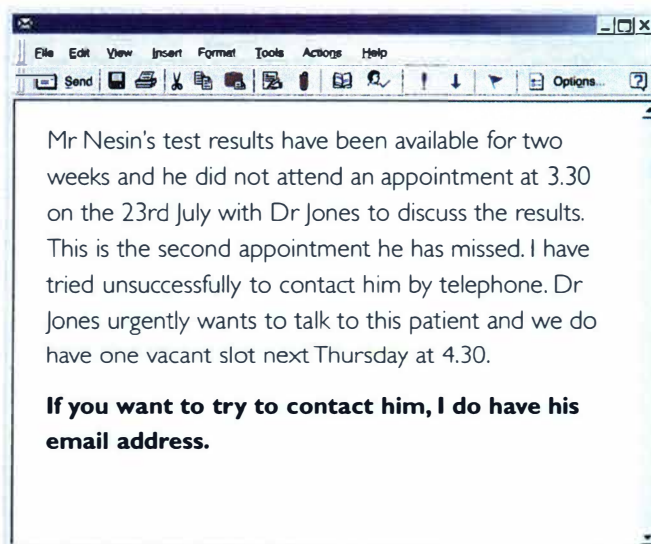 File Edit View Insert Format Tools Actions Help
Send Options...
Mr Nesin's test results have been available for two
weeks and he did not attend an appointment at 3.30
on the 23rd July with Dr Jones to discuss the results.
This is the second appointment he has missed. I have
tried unsuccessfully to contact him by telephone. Dr
Jones urgently wants to talk to this patient and we do
have one vacant slot next Thursday at 4.30.
If you want to try to contact him, I do have his
email address.